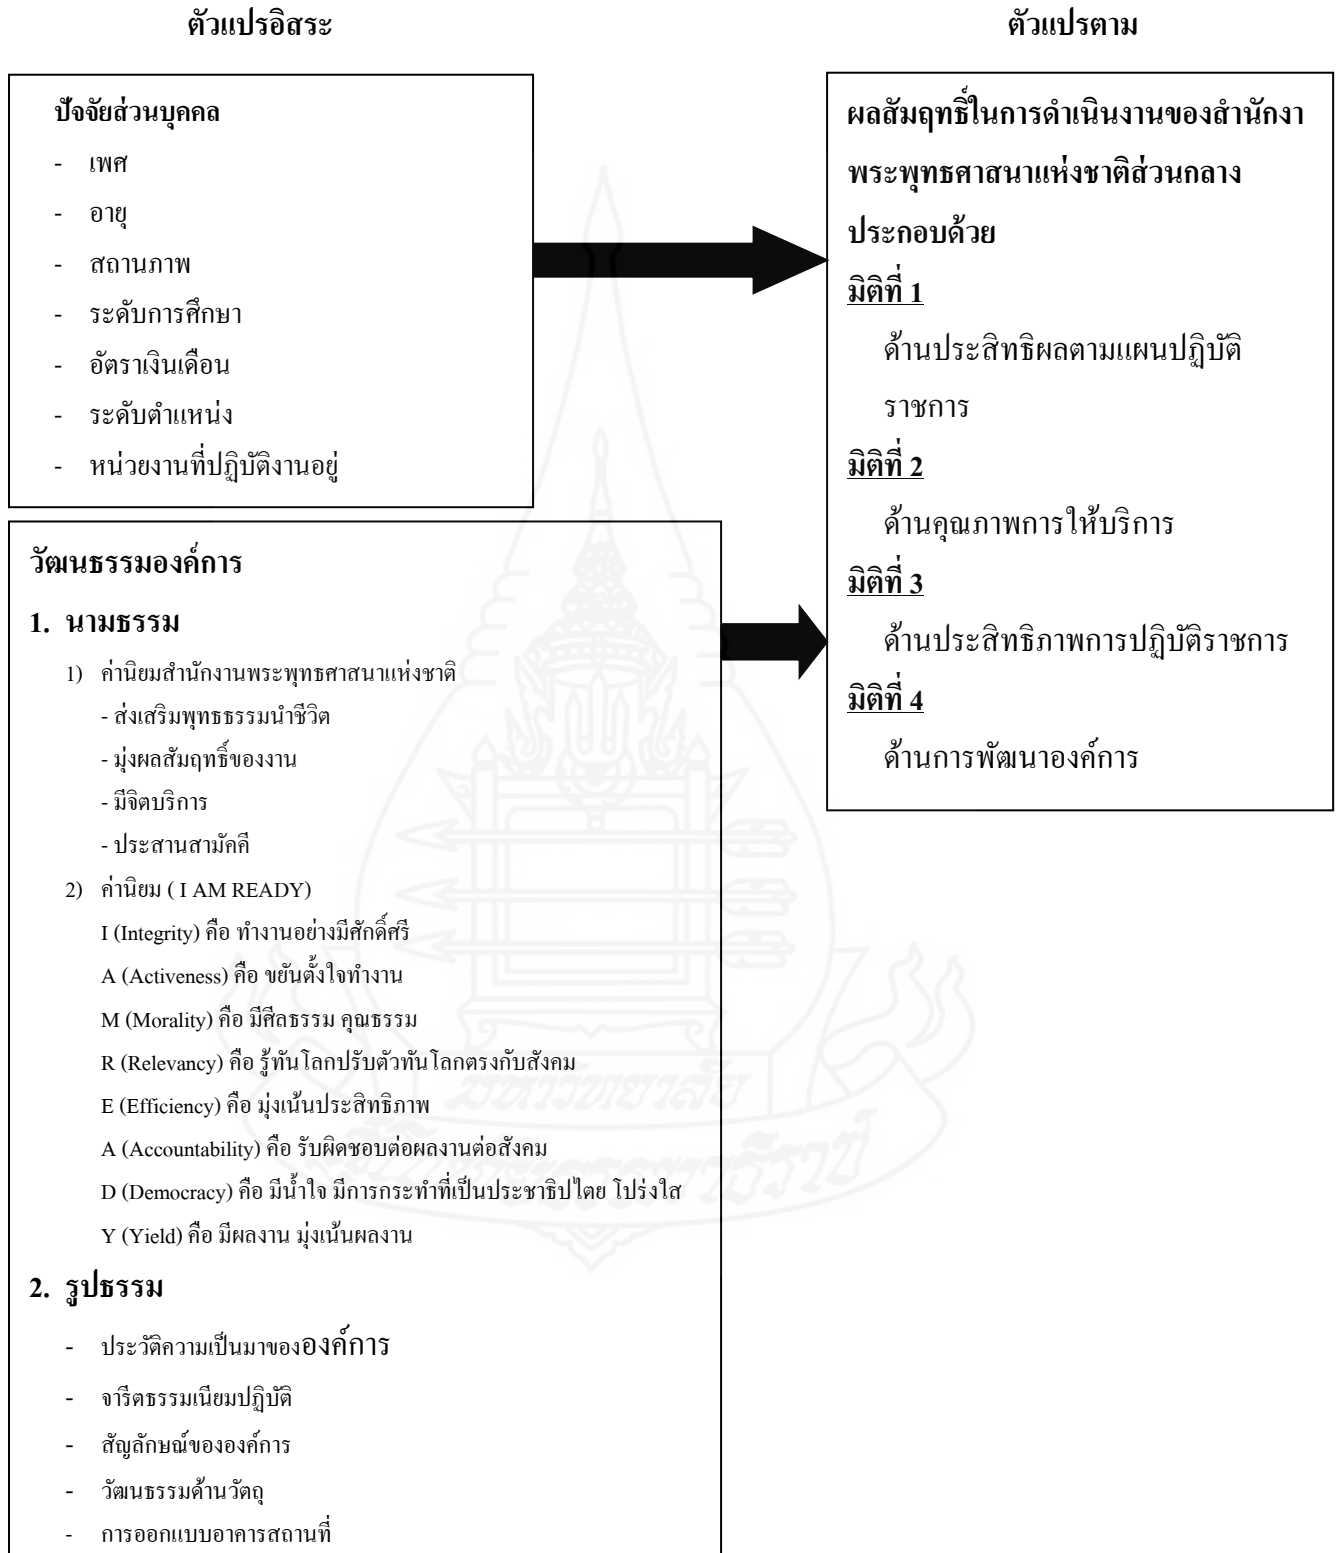 ตัวแปรอิสระ
ตัวแปรตาม
ปัจจัยส่วนบุคคล
- เพศ
- อายุ
- สถานภาพ
- ระดับการศึกษา
- อัตราเงินเดือน
- ระดับตำแหน่ง
- หน่วยงานที่ปฏิบัติงานอยู่
วัฒนธรรมองค์การ
1. นามธรรม
1) ค่านิยมสำนักงานพระพุทธศาสนาแห่งชาติ
- ส่งเสริมพุทธธรรมนำชีวิต
- มุ่งผลสัมฤทธิ์ของงาน
- มีจิตบริการ
- ประสานสามัคคี
2) ค่านิยม ( I AM READY)
I (Integrity) คือ ทำงานอย่างมีศักดิ์ศรี
A (Activeness) คือ ขยันตั้งใจทำงาน
M (Morality) คือ มีศีลธรรม คุณธรรม
R (Relevancy) คือ รู้ทันโลกปรับตัวทันโลกตรงกับสังคม
E (Efficiency) คือ มุ่งเน้นประสิทธิภาพ
A (Accountability) คือ รับผิดชอบต่อผลงานต่อสังคม
D (Democracy) คือ มีน้ำใจ มีการกระทำที่เป็นประชาธิปไตย โปร่งใส
Y (Yield) คือ มีผลงาน มุ่งเน้นผลงาน
2. รูปธรรม
- ประวัติความเป็นมาขององค์การ
- จารีตธรรมเนียมปฏิบัติ
- สัญลักษณ์ขององค์การ
- วัฒนธรรมด้านวัตถุ
- การออกแบบอาคารสถานที่
ผลสัมฤทธิ์ในการดำเนินงานของสำนักงา
พระพุทธศาสนาแห่งชาติส่วนกลาง
ประกอบด้วย
มิติที่ 1
ด้านประสิทธิผลตามแผนปฏิบัติ
ราชการ
มิติที่ 2
ด้านคุณภาพการให้บริการ
มิติที่ 3
ด้านประสิทธิภาพการปฏิบัติราชการ
มิติที่ 4
ด้านการพัฒนาองค์การ
มหาวิทยาลัย
สุโขทัยธรรมาธิราช